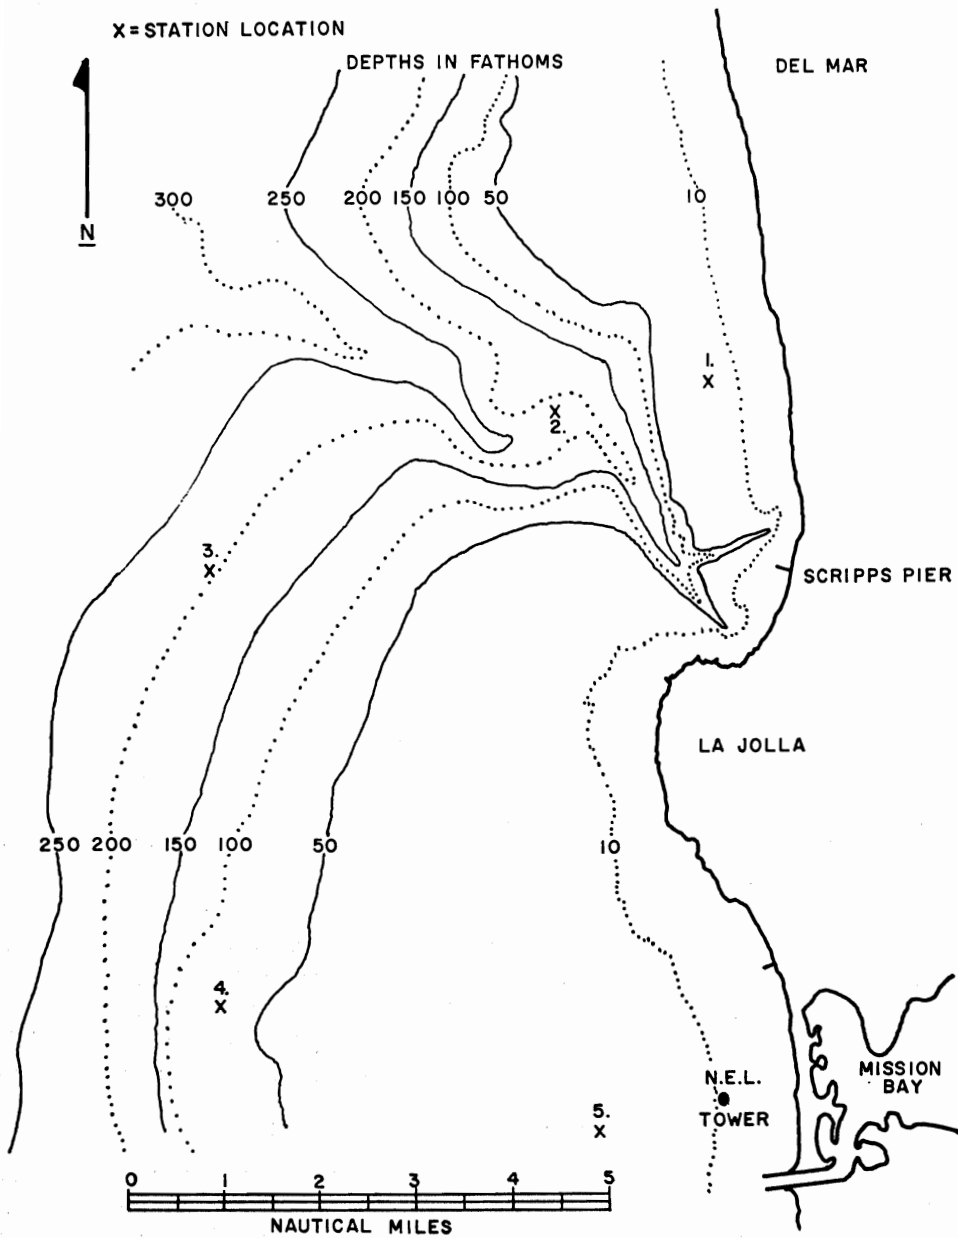 X = STATION LOCATION
DEPTHS IN FATHOMS
DEL MAR
N
300
250
200
150
100
50
10
1.
X
X
2.
3.
X
SCRIPPS PIER
LA JOLLA
250
200
150
100
50
10
4.
X
N.E.L.
TOWER
MISSION
BAY
5.
X
0 1 2 3 4 5
NAUTICAL MILES